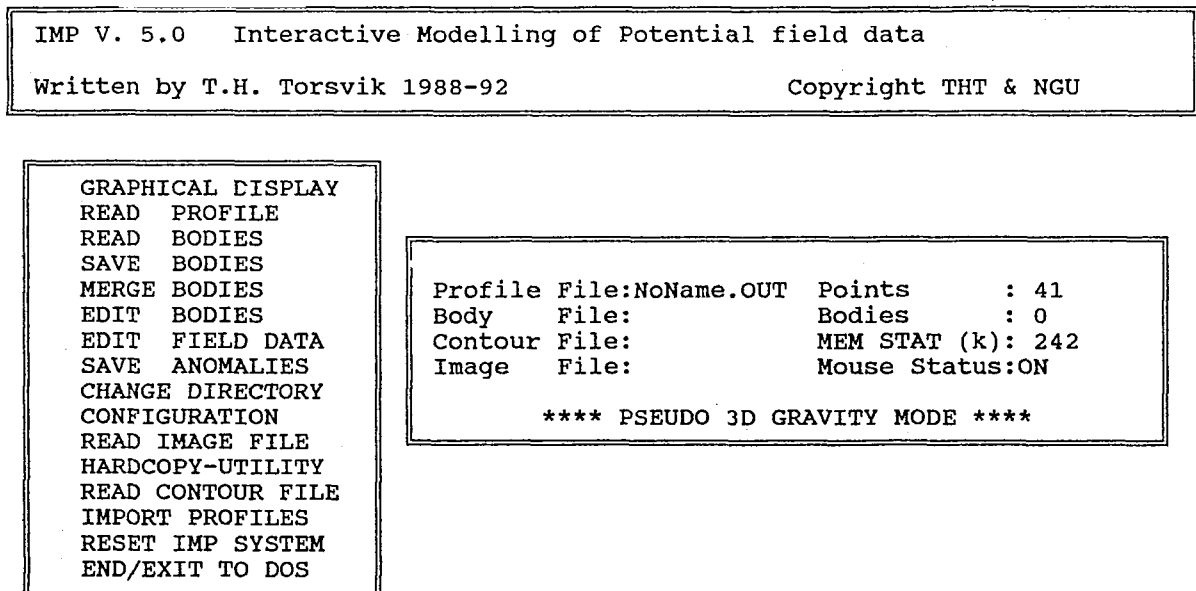 IMP V. 5.0 Interactive Modelling of Potential field data
Written by T.H. Torsvik 1988-92 Copyright THT & NGU
GRAPHICAL DISPLAY
READ PROFILE
READ BODIES
SAVE BODIES
MERGE BODIES
EDIT BODIES
EDIT FIELD DATA
SAVE ANOMALIES
CHANGE DIRECTORY
CONFIGURATION
READ IMAGE FILE
HARDCOPY-UTILITY
READ CONTOUR FILE
IMPORT PROFILES
RESET IMP SYSTEM
END/EXIT TO DOS
Profile File:NoName.OUT Points : 41
Body File: Bodies : 0
Contour File: MEM STAT (k): 242
Image File: Mouse Status:ON
**** PSEUDO 3D GRAVITY MODE ****